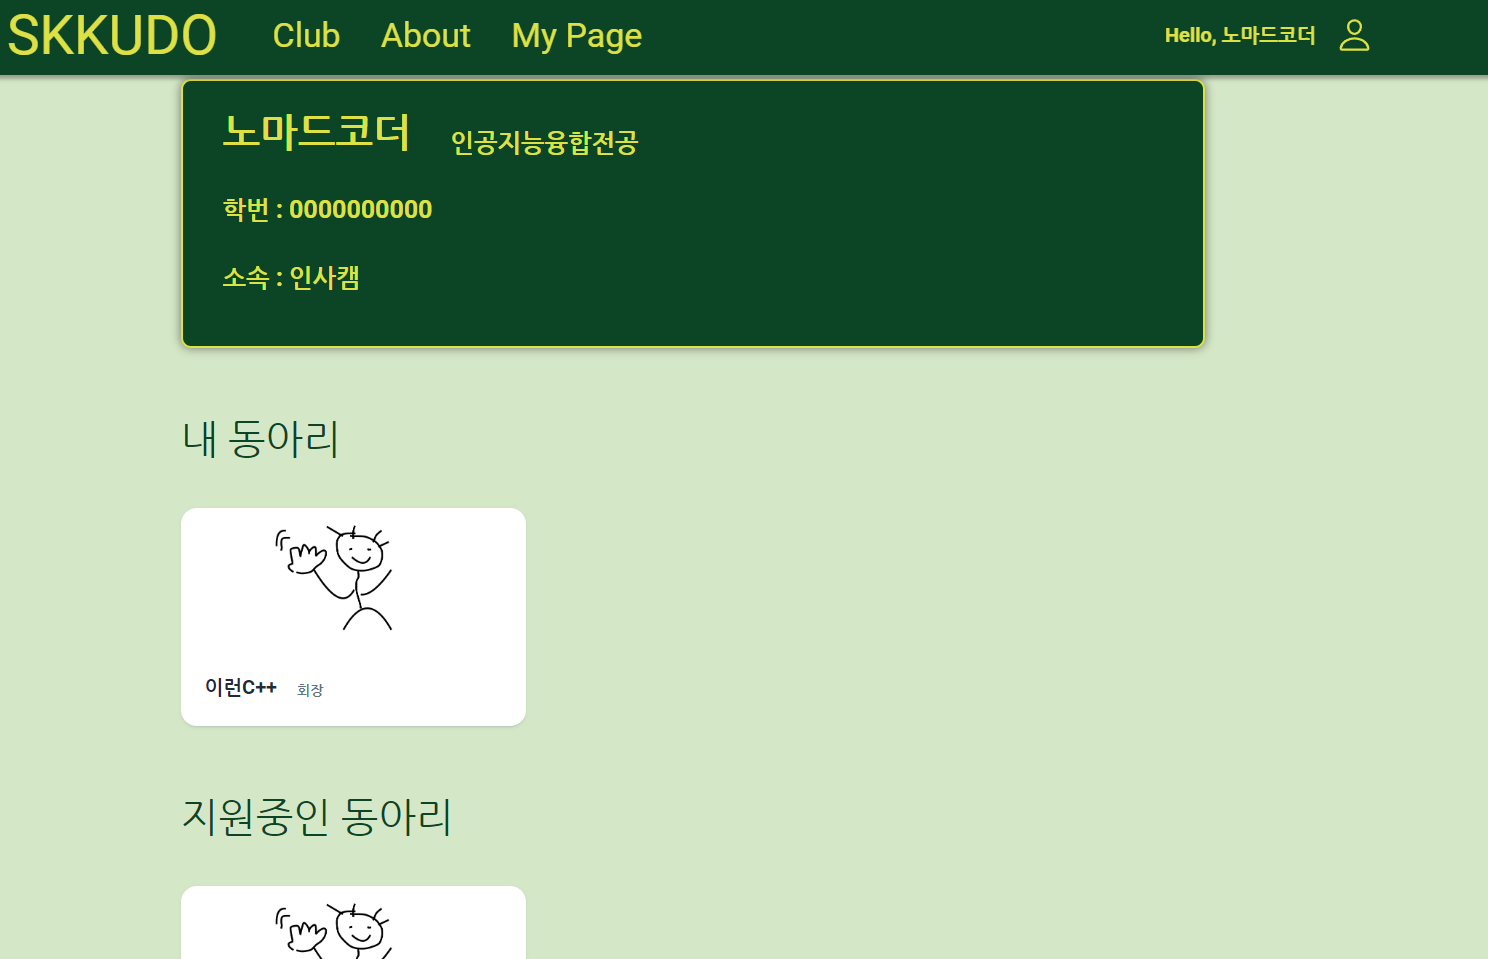 SKKUDO Club About My Page Hello, 노마드코더
노마드코더 인공지능융합전공
학번 : 0000000000
소속 : 인사캠
내 동아리
이런C++ 회장
지원중인 동아리